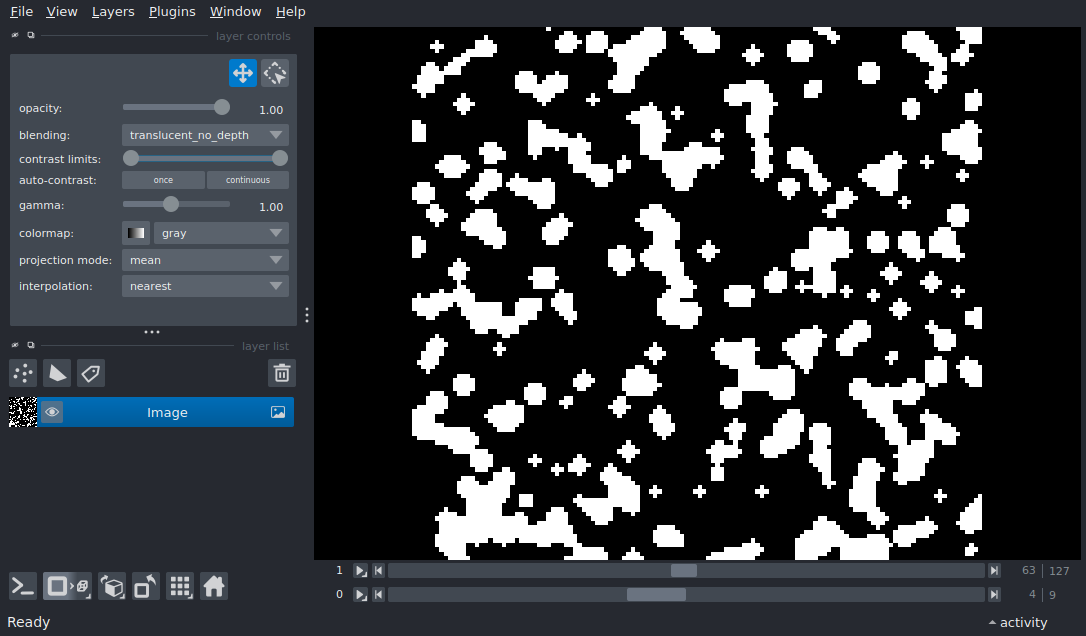 File View Layers Plugins Window Help
layer controls
opacity: 1.00
blending: translucent_no_depth
contrast limits:
auto-contrast: once continuous
gamma: 1.00
colormap: gray
projection mode: mean
interpolation: nearest
layer list
Image
1 63 127
0 4 9
Ready activity